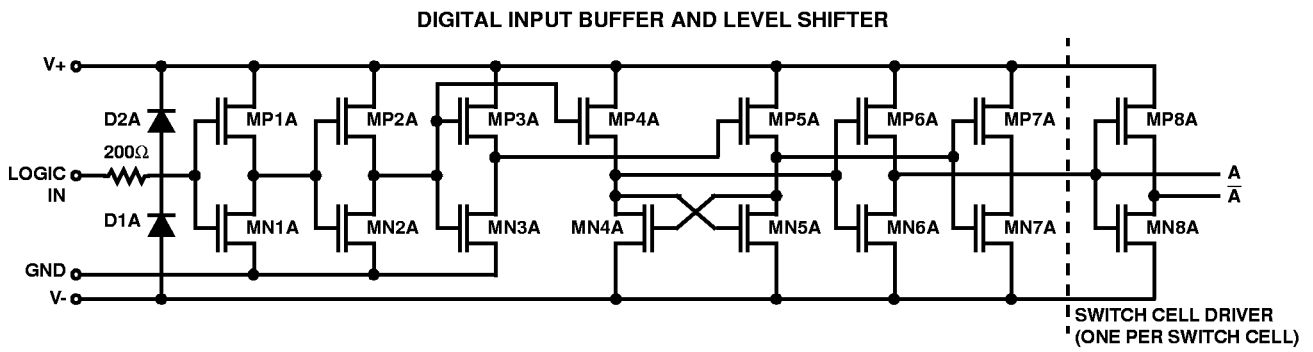 DIGITAL INPUT BUFFER AND LEVEL SHIFTER
V+
D2A
MP1A
MP2A
MP3A
MP4A
MP5A
MP6A
MP7A
MP8A
200Ω
LOGIC
IN
A
A̅
D1A
MN1A
MN2A
MN3A
MN4A
MN5A
MN6A
MN7A
MN8A
GND
V-
SWITCH CELL DRIVER
(ONE PER SWITCH CELL)